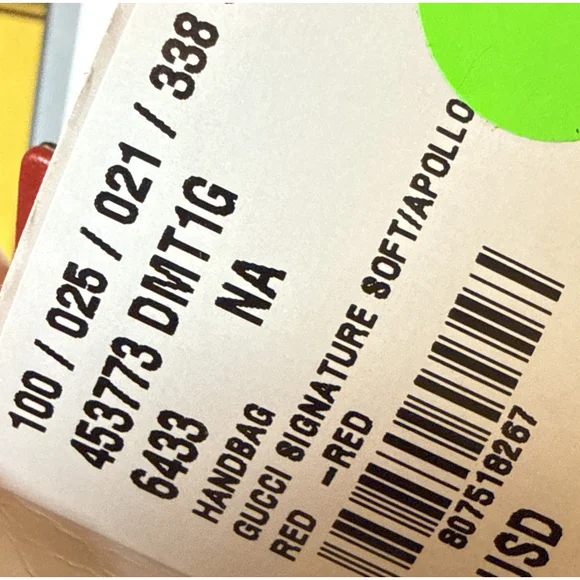 100 / 025 / 021 / 338
453773 DMT1G
6433 NA
HANDBAG
GUCCI SIGNATURE SOFT/APOLLO
RED -RED
807518267
USD